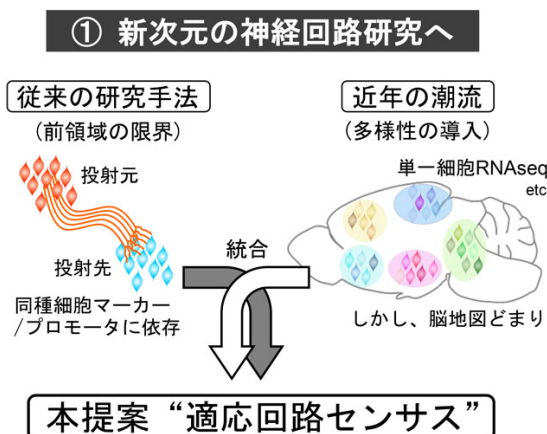 ① 新次元の神経回路研究へ
従来の研究手法
(前領域の限界)
投射元
投射先
同種細胞マーカー
/プロモータに依存
近年の潮流
(多様性の導入)
単一細胞RNAseq
etc
しかし、脳地図どまり
統合
本提案“適応回路センサス”